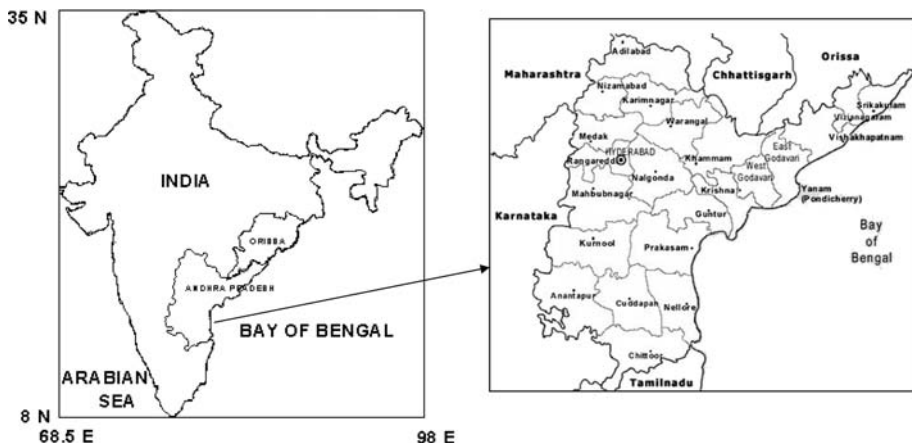 35 N
INDIA
ORISSA
ANDHRA PRADESH
BAY OF BENGAL
ARABIAN
SEA
8 N
68.5 E
98 E
Adilabad
Maharashtra
Chhattisgarh
Orissa
Nizamabad
Karimnagar
Warangal
Srikakulam
Vizianagaram
Vishakhapatnam
Medak
HYDERABAD
Rangareddi
Khammam
East
Godavari
West
Godavari
Nalgonda
Mahbubnagar
Krishna
Yanam
(Pondicherry)
Karnataka
Guntur
Bay
of
Bengal
Kurnool
Prakasam
Anantapur
Cuddapah
Nellore
Chittoor
Tamilnadu